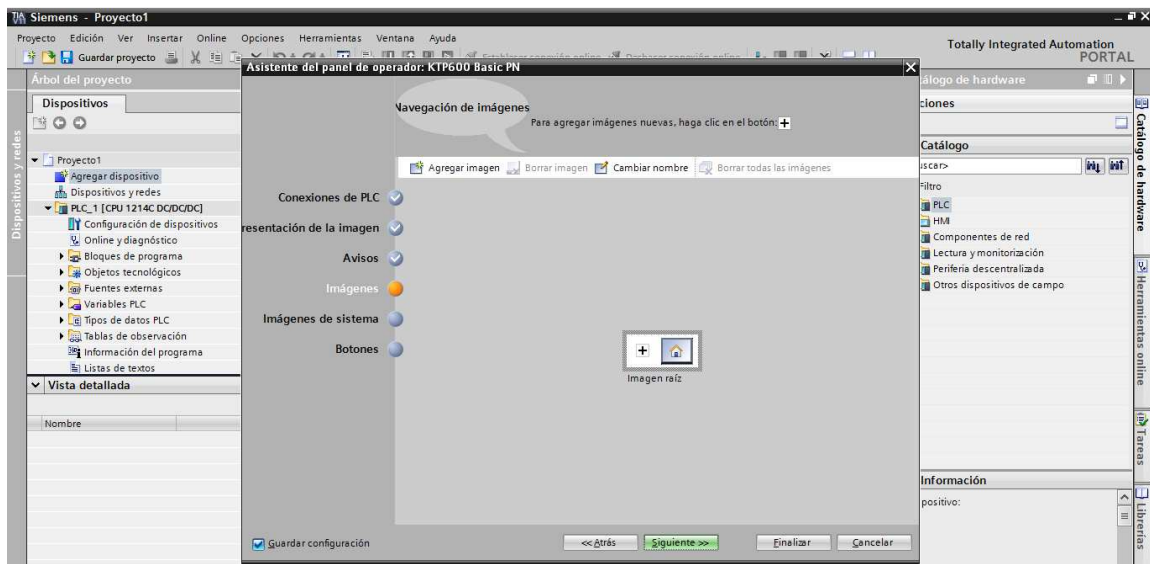 Siemens - Proyecto1
Proyecto Edición Ver Insertar Online Opciones Herramientas Ventana Ayuda
Totally Integrated Automation
PORTAL
Guardar proyecto
Establecer conexión online
Deshacer conexión online
Árbol del proyecto
Dispositivos
Dispositivos y redes
Proyecto1
Agregar dispositivo
Dispositivos y redes
PLC_1 [CPU 1214C DC/DC/DC]
Configuración de dispositivos
Online y diagnóstico
Bloques de programa
Objetos tecnológicos
Fuentes externas
Variables PLC
Tipos de datos PLC
Tablas de observación
Información del programa
Listas de textos
Vista detallada
Nombre
Asistente del panel de operador: KTP600 Basic PN
Navegación de imágenes
Para agregar imágenes nuevas, haga clic en el botón:
Agregar imagen Borrar imagen Cambiar nombre Borrar todas las imágenes
Conexiones de PLC
resentación de la imagen
Avisos
Imágenes
Imágenes de sistema
Botones
Imagen raíz
Guardar configuración
<< Atrás Siguiente >> Finalizar Cancelar
álogo de hardware
ciones
Catálogo
uscar>
Filtro
PLC
HMI
Componentes de red
Lectura y monitorización
Periferia descentralizada
Otros dispositivos de campo
Información
positivo:
Catálogo de hardware
Herramientas online
Tareas
Librerías